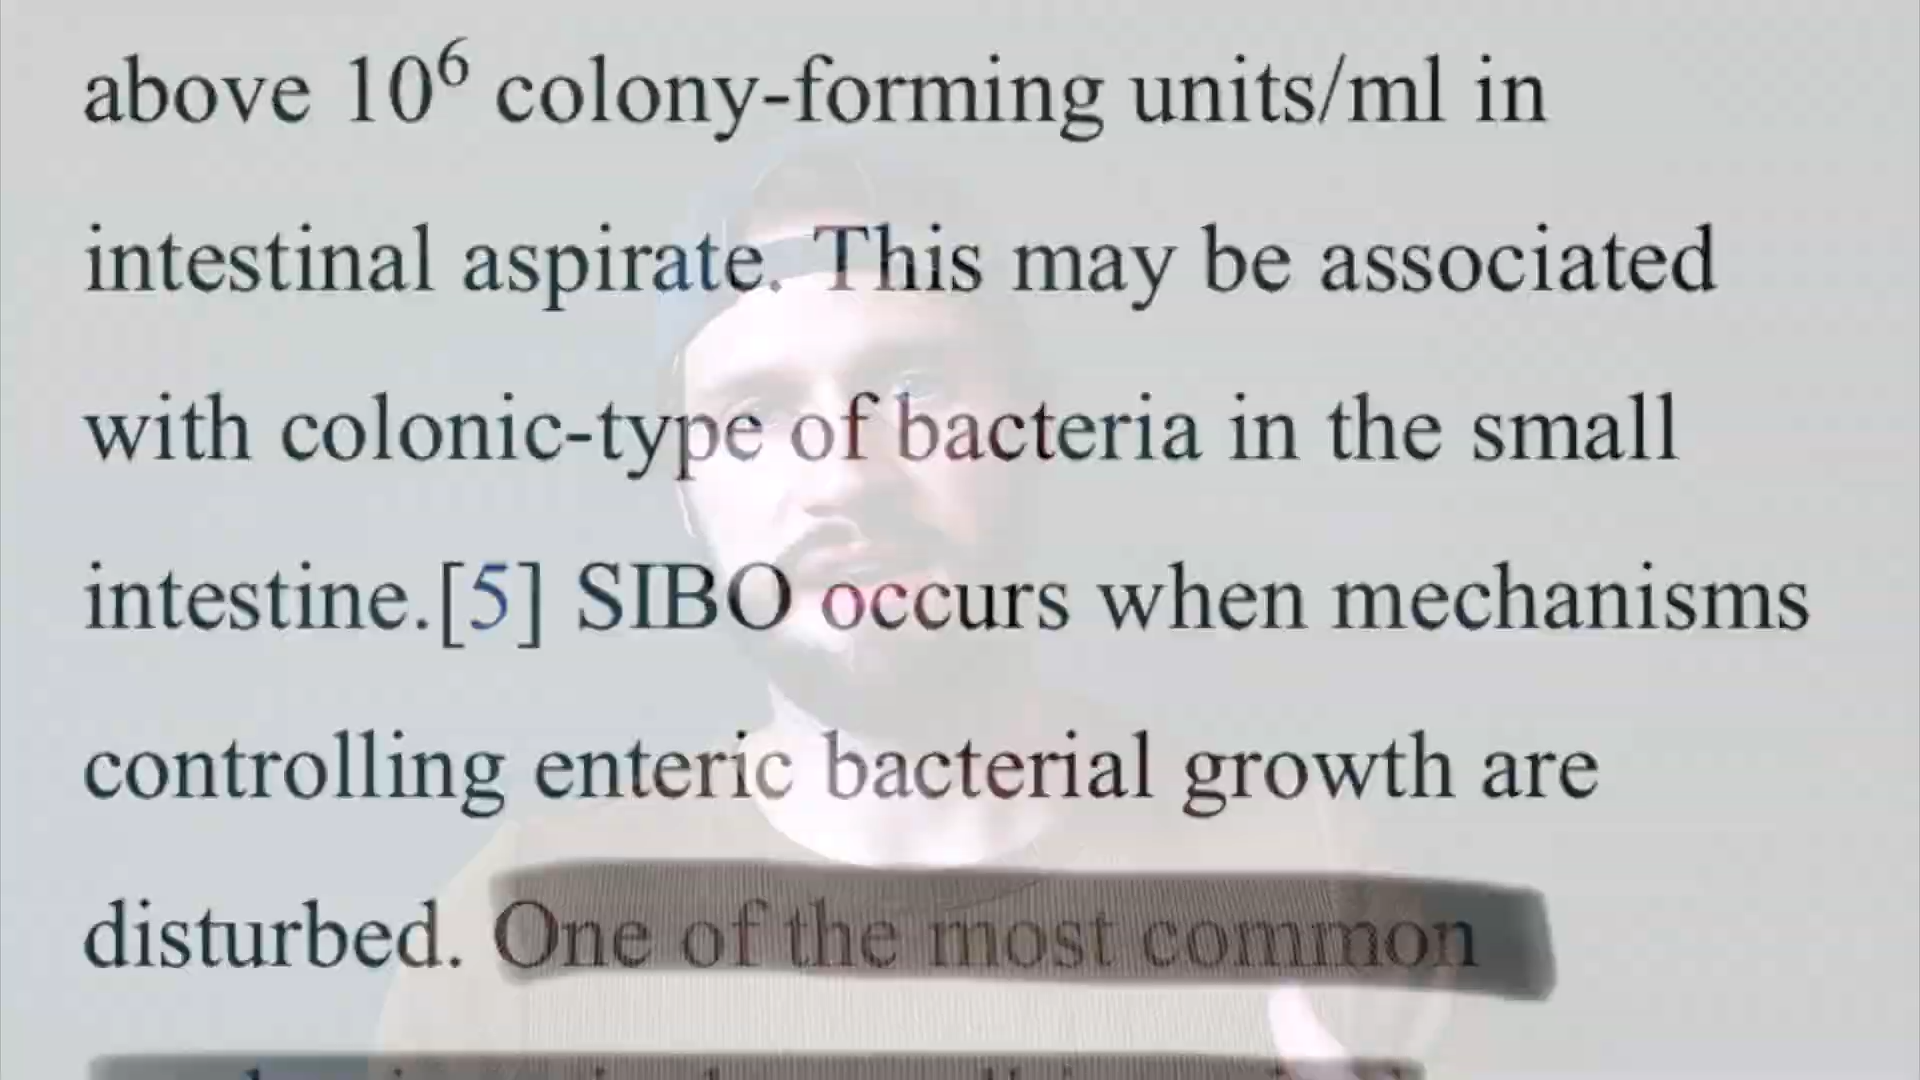 above 10⁶ colony-forming units/ml in
intestinal aspirate. This may be associated
with colonic-type of bacteria in the small
intestine.[5] SIBO occurs when mechanisms
controlling enteric bacterial growth are
disturbed. One of the most common